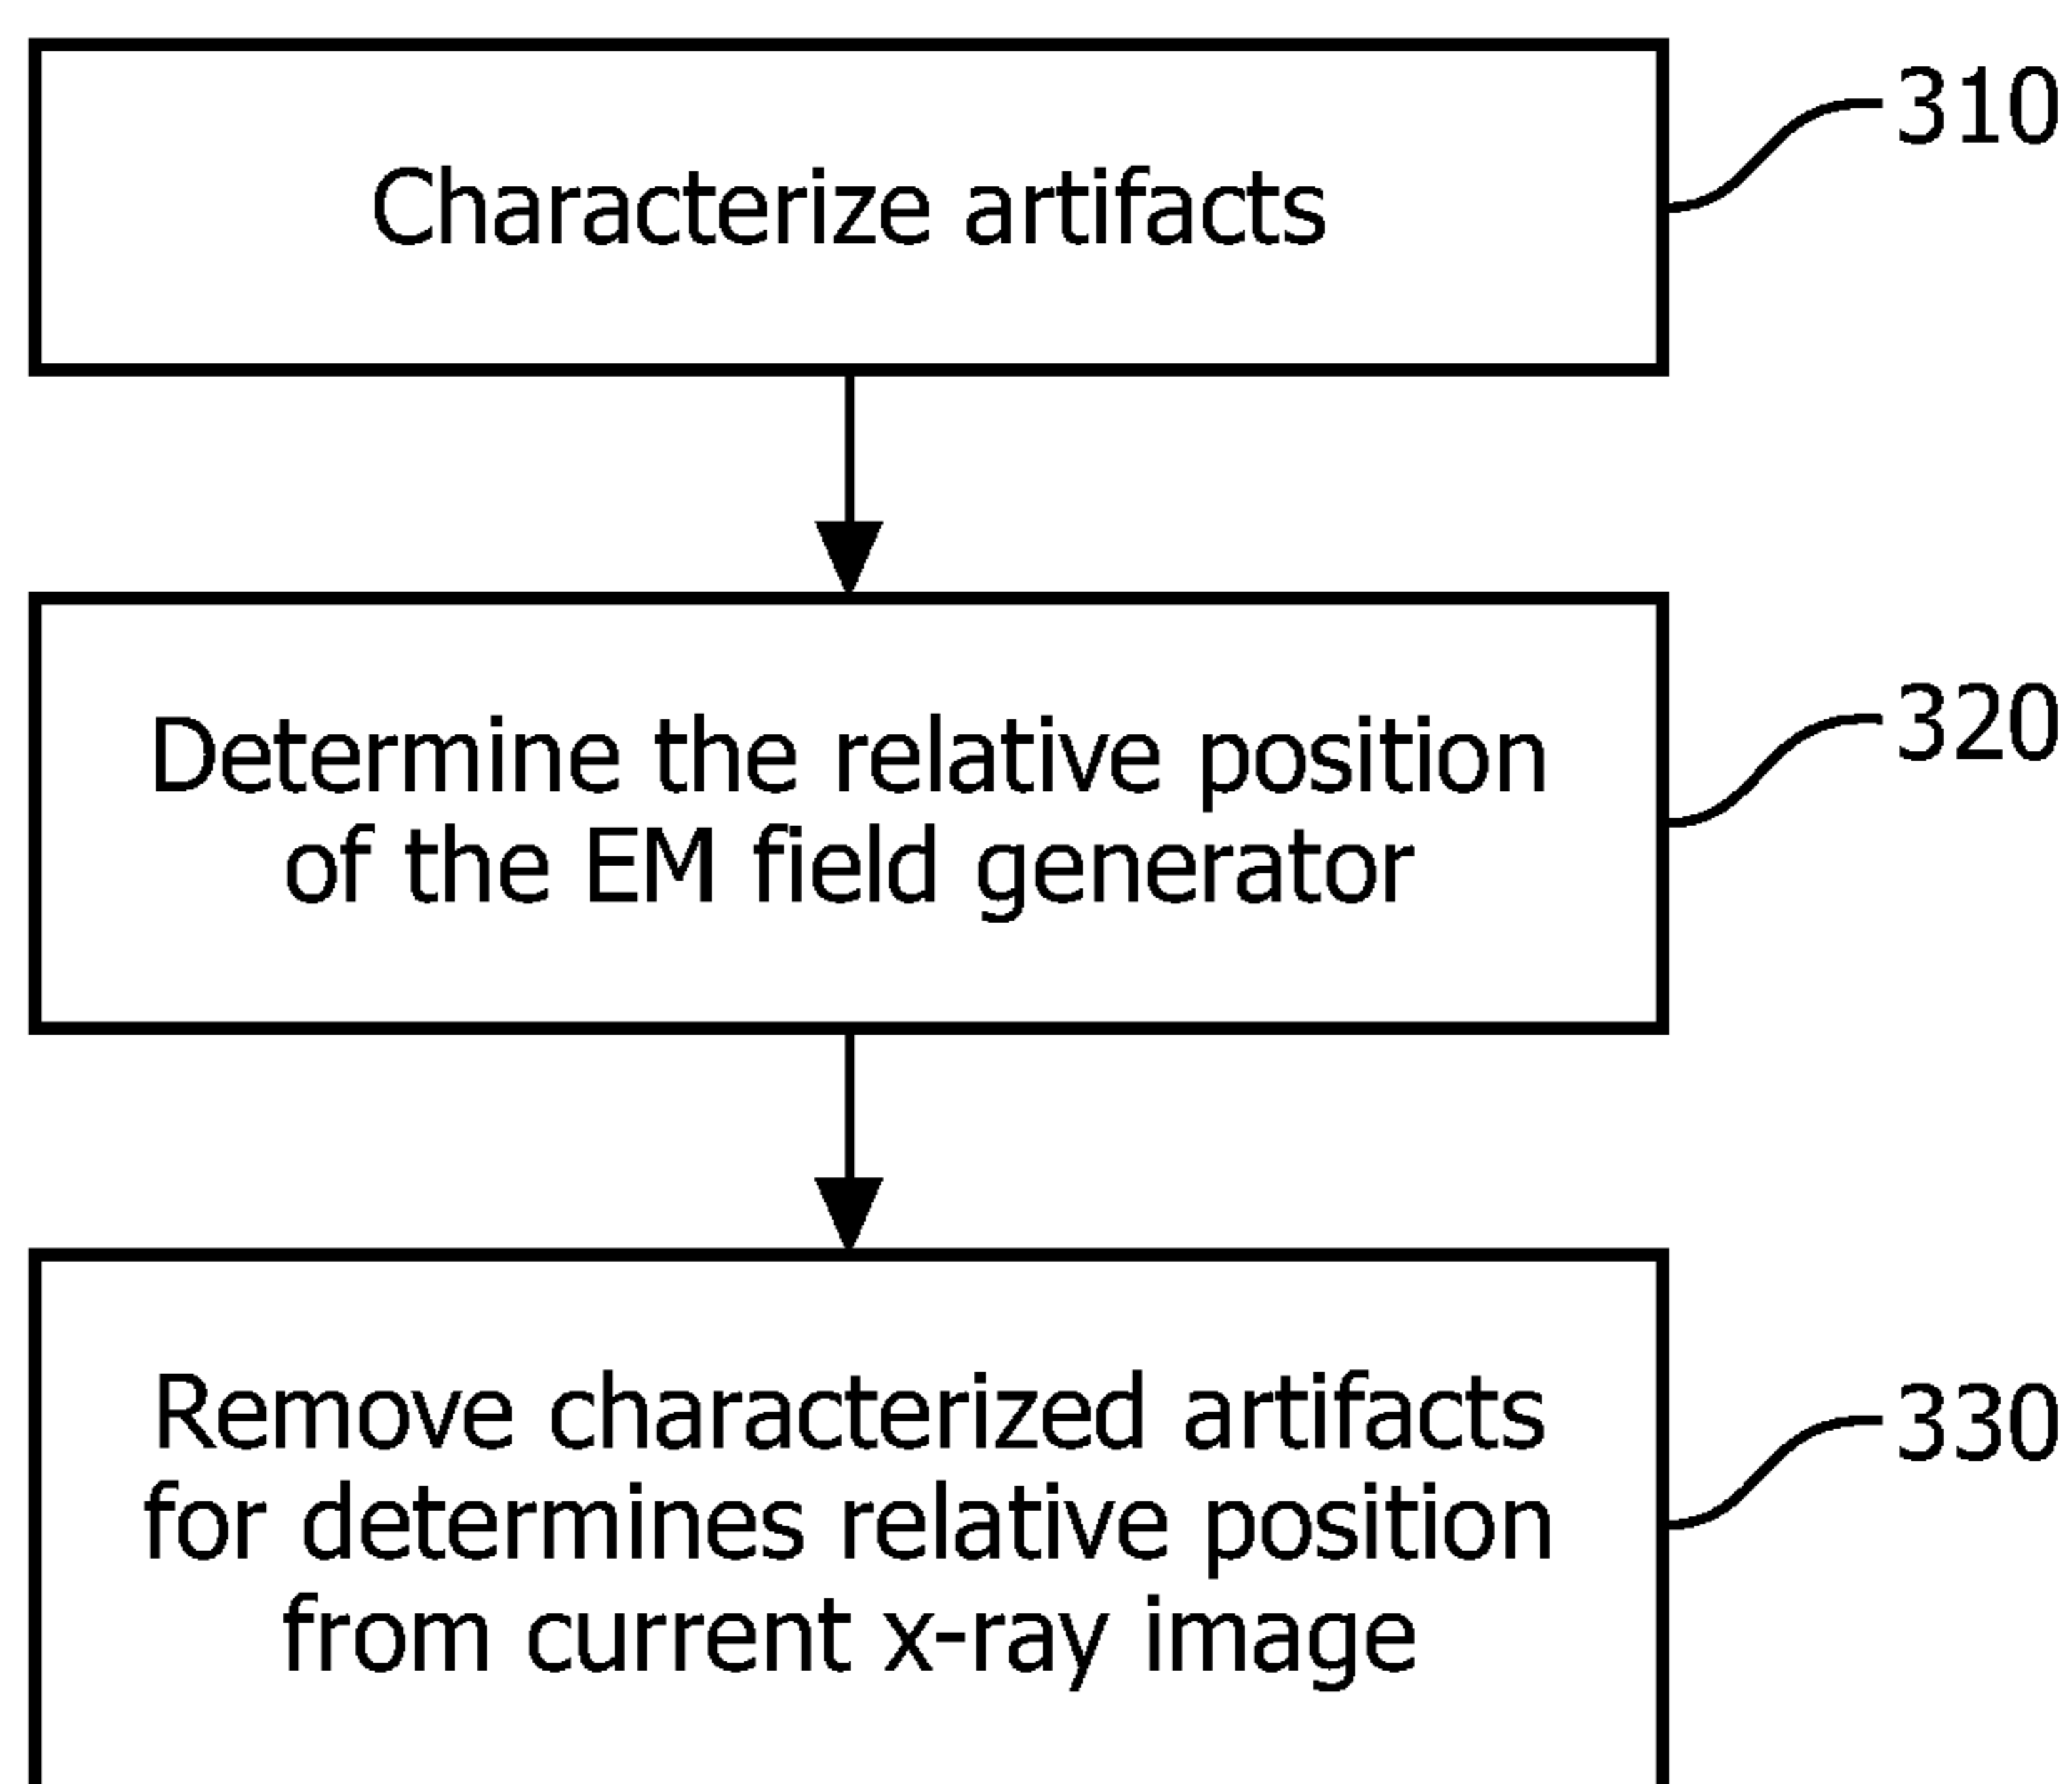 Characterize artifacts
310
Determine the relative position
of the EM field generator
320
Remove characterized artifacts
for determines relative position
from current x-ray image
330